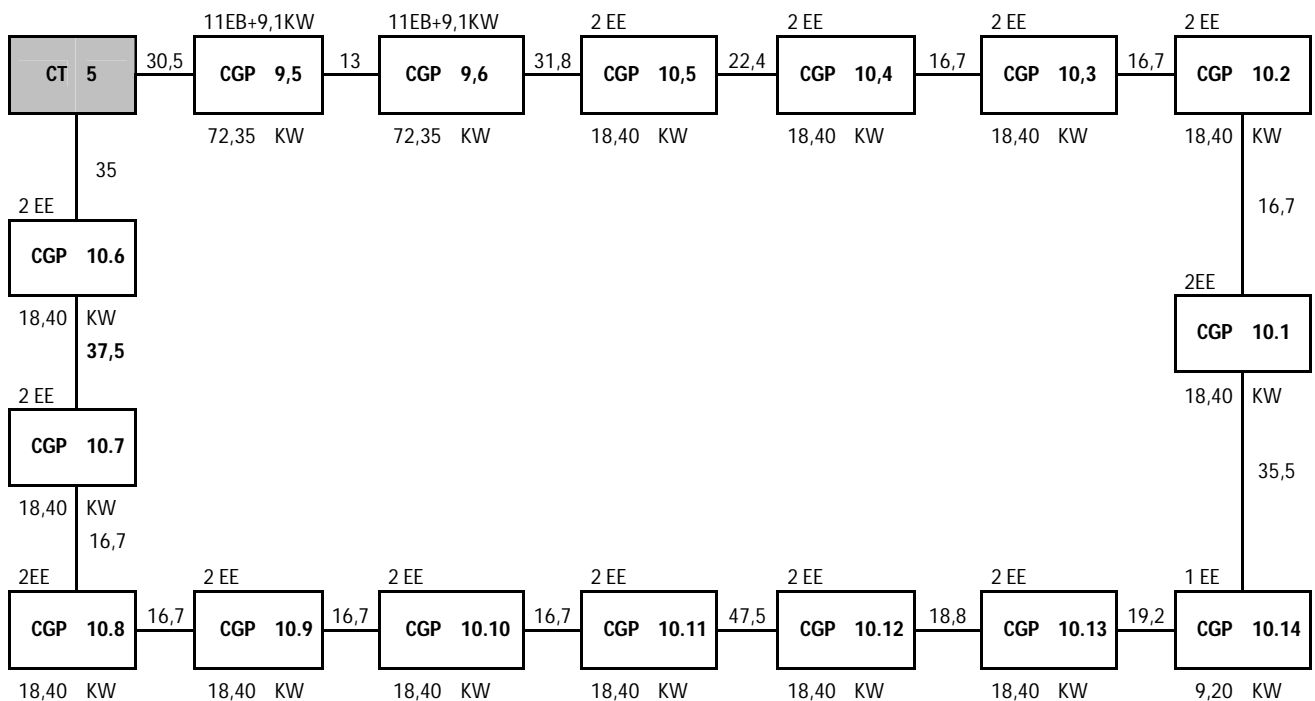 11EB+9,1KW 11EB+9,1KW 2 EE 2 EE 2 EE 2 EE
CT 5 30,5 CGP 9,5 13 CGP 9,6 31,8 CGP 10,5 22,4 CGP 10,4 16,7 CGP 10,3 16,7 CGP 10.2
72,35 KW 72,35 KW 18,40 KW 18,40 KW 18,40 KW 18,40 KW
35
2 EE 16,7
CGP 10.6
2EE
18,40 KW CGP 10.1
37,5
2 EE 18,40 KW
CGP 10.7
35,5
18,40 KW
16,7
2EE 2 EE 2 EE 2 EE 2 EE 2 EE 1 EE
CGP 10.8 16,7 CGP 10.9 16,7 CGP 10.10 16,7 CGP 10.11 47,5 CGP 10.12 18,8 CGP 10.13 19,2 CGP 10.14
18,40 KW 18,40 KW 18,40 KW 18,40 KW 18,40 KW 18,40 KW 9,20 KW